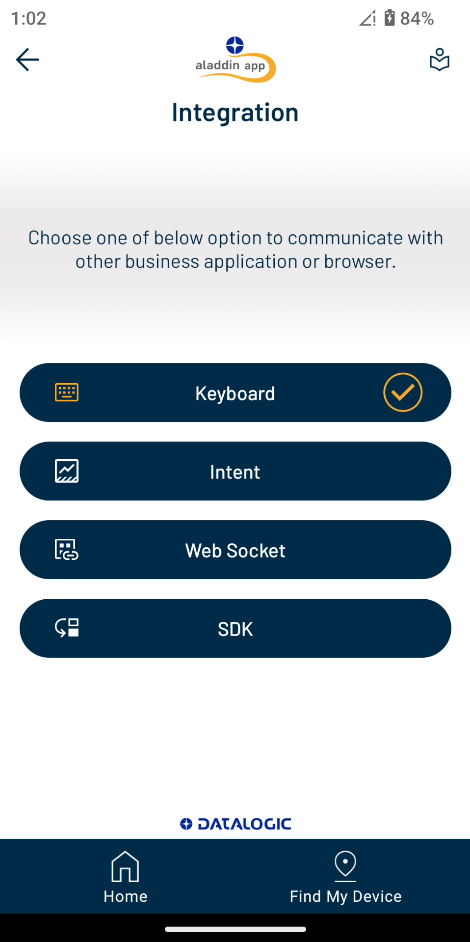 1:02
84%
aladdin app
Integration
Choose one of below option to communicate with
other business application or browser.
Keyboard
Intent
Web Socket
SDK
DATALOGIC
Home
Find My Device